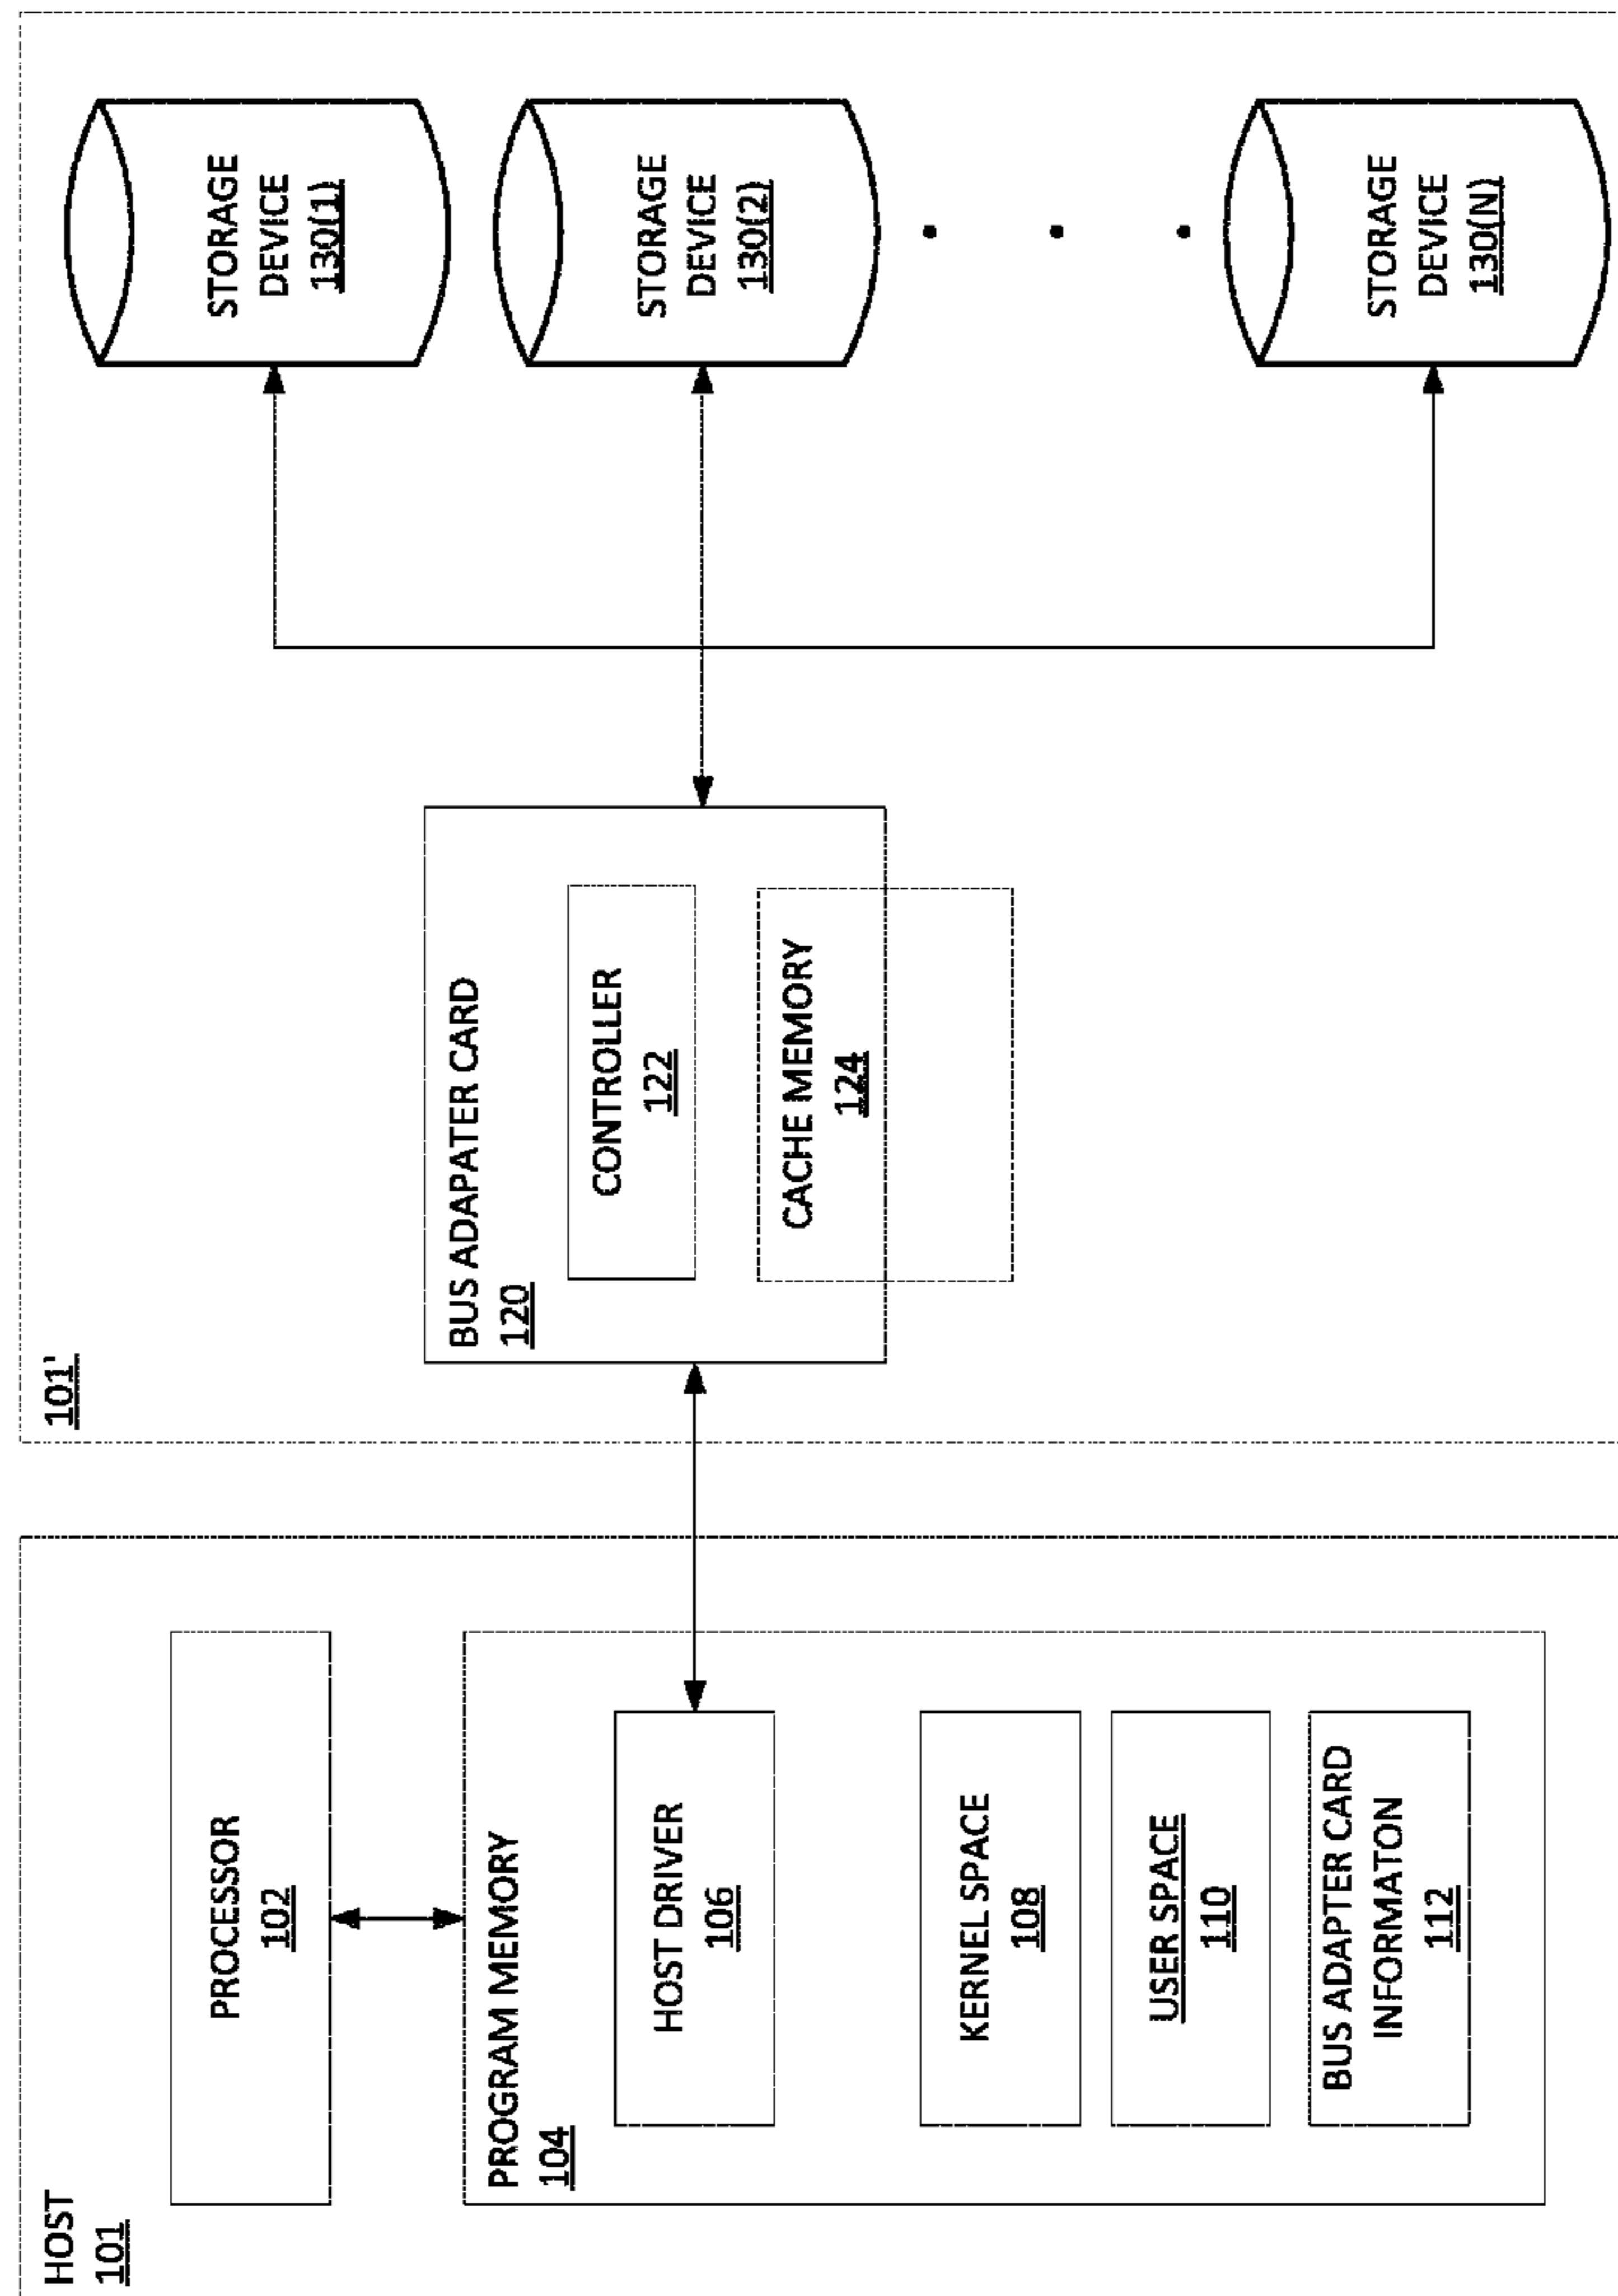 HOST
101
PROCESSOR
102
PROGRAM MEMORY
104
HOST DRIVER
106
KERNEL SPACE
108
USER SPACE
110
BUS ADAPTER CARD
INFORMATON
112
101'
BUS ADAPATER CARD
120
CONTROLLER
122
CACHE MEMORY
124
STORAGE
DEVICE
130(1)
STORAGE
DEVICE
130(2)
STORAGE
DEVICE
130(N)